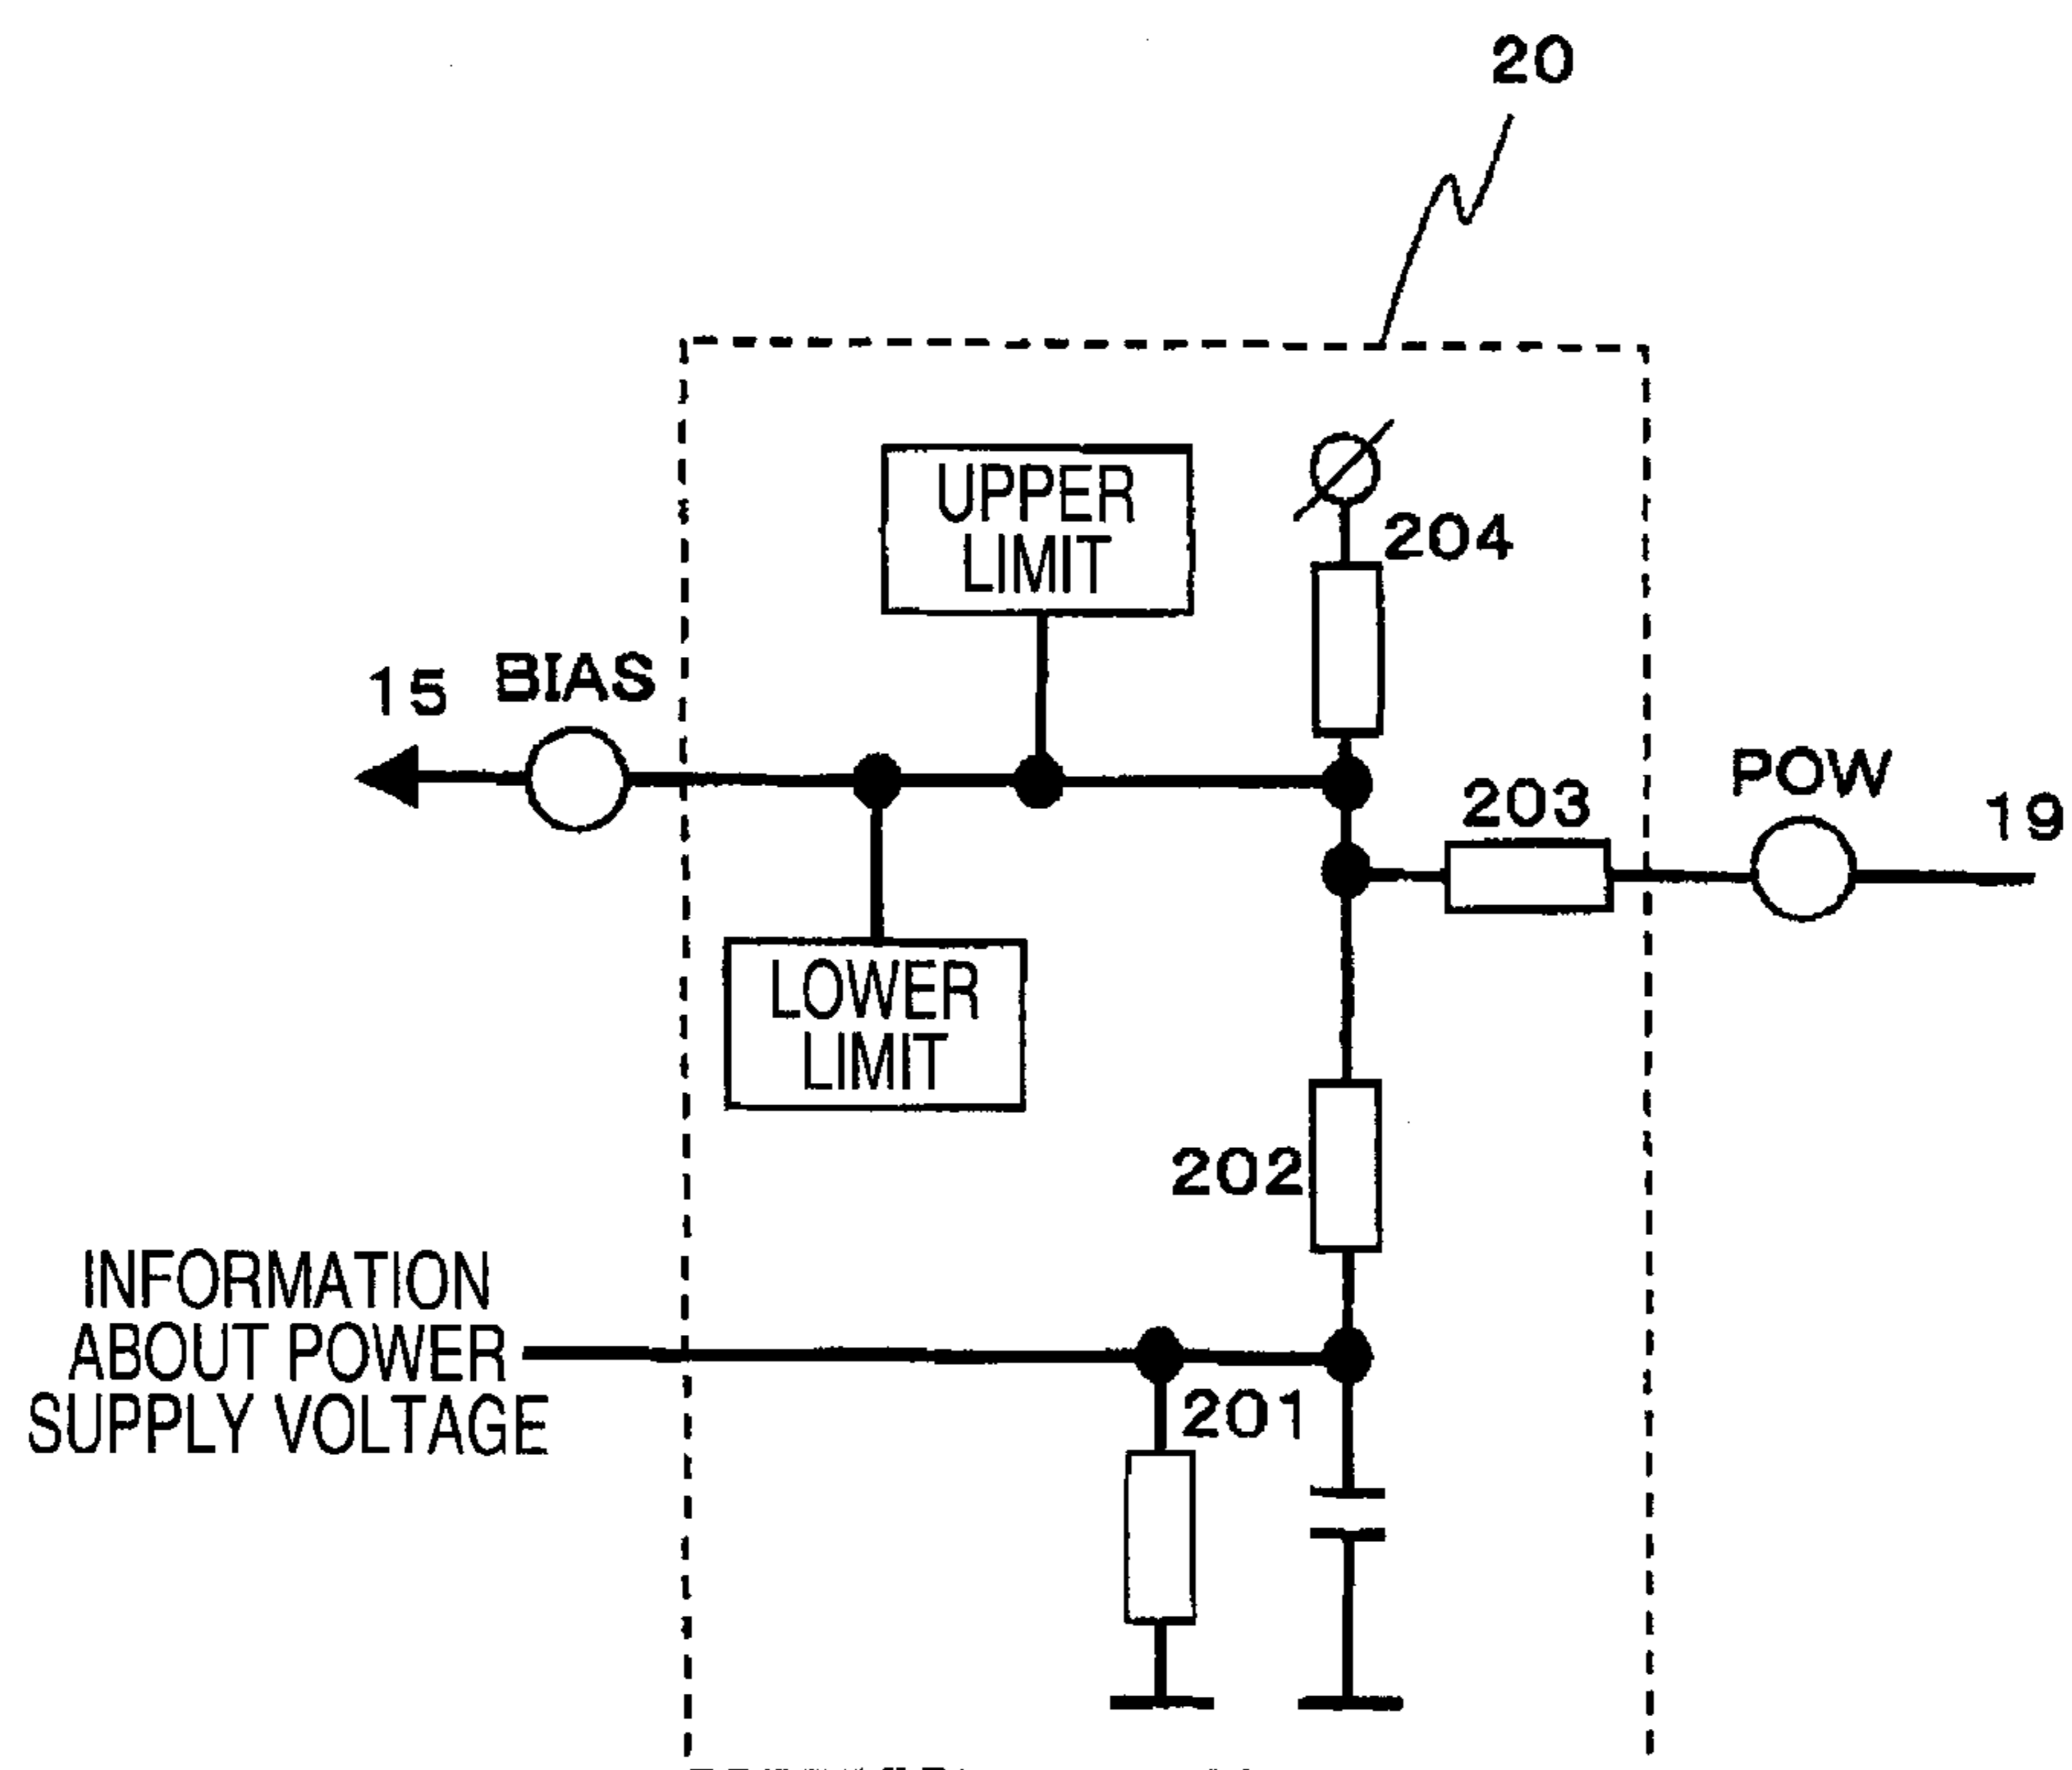 20
UPPER
LIMIT
204
15
BIAS
203
POW
19
LOWER
LIMIT
202
INFORMATION
ABOUT POWER
SUPPLY VOLTAGE
201